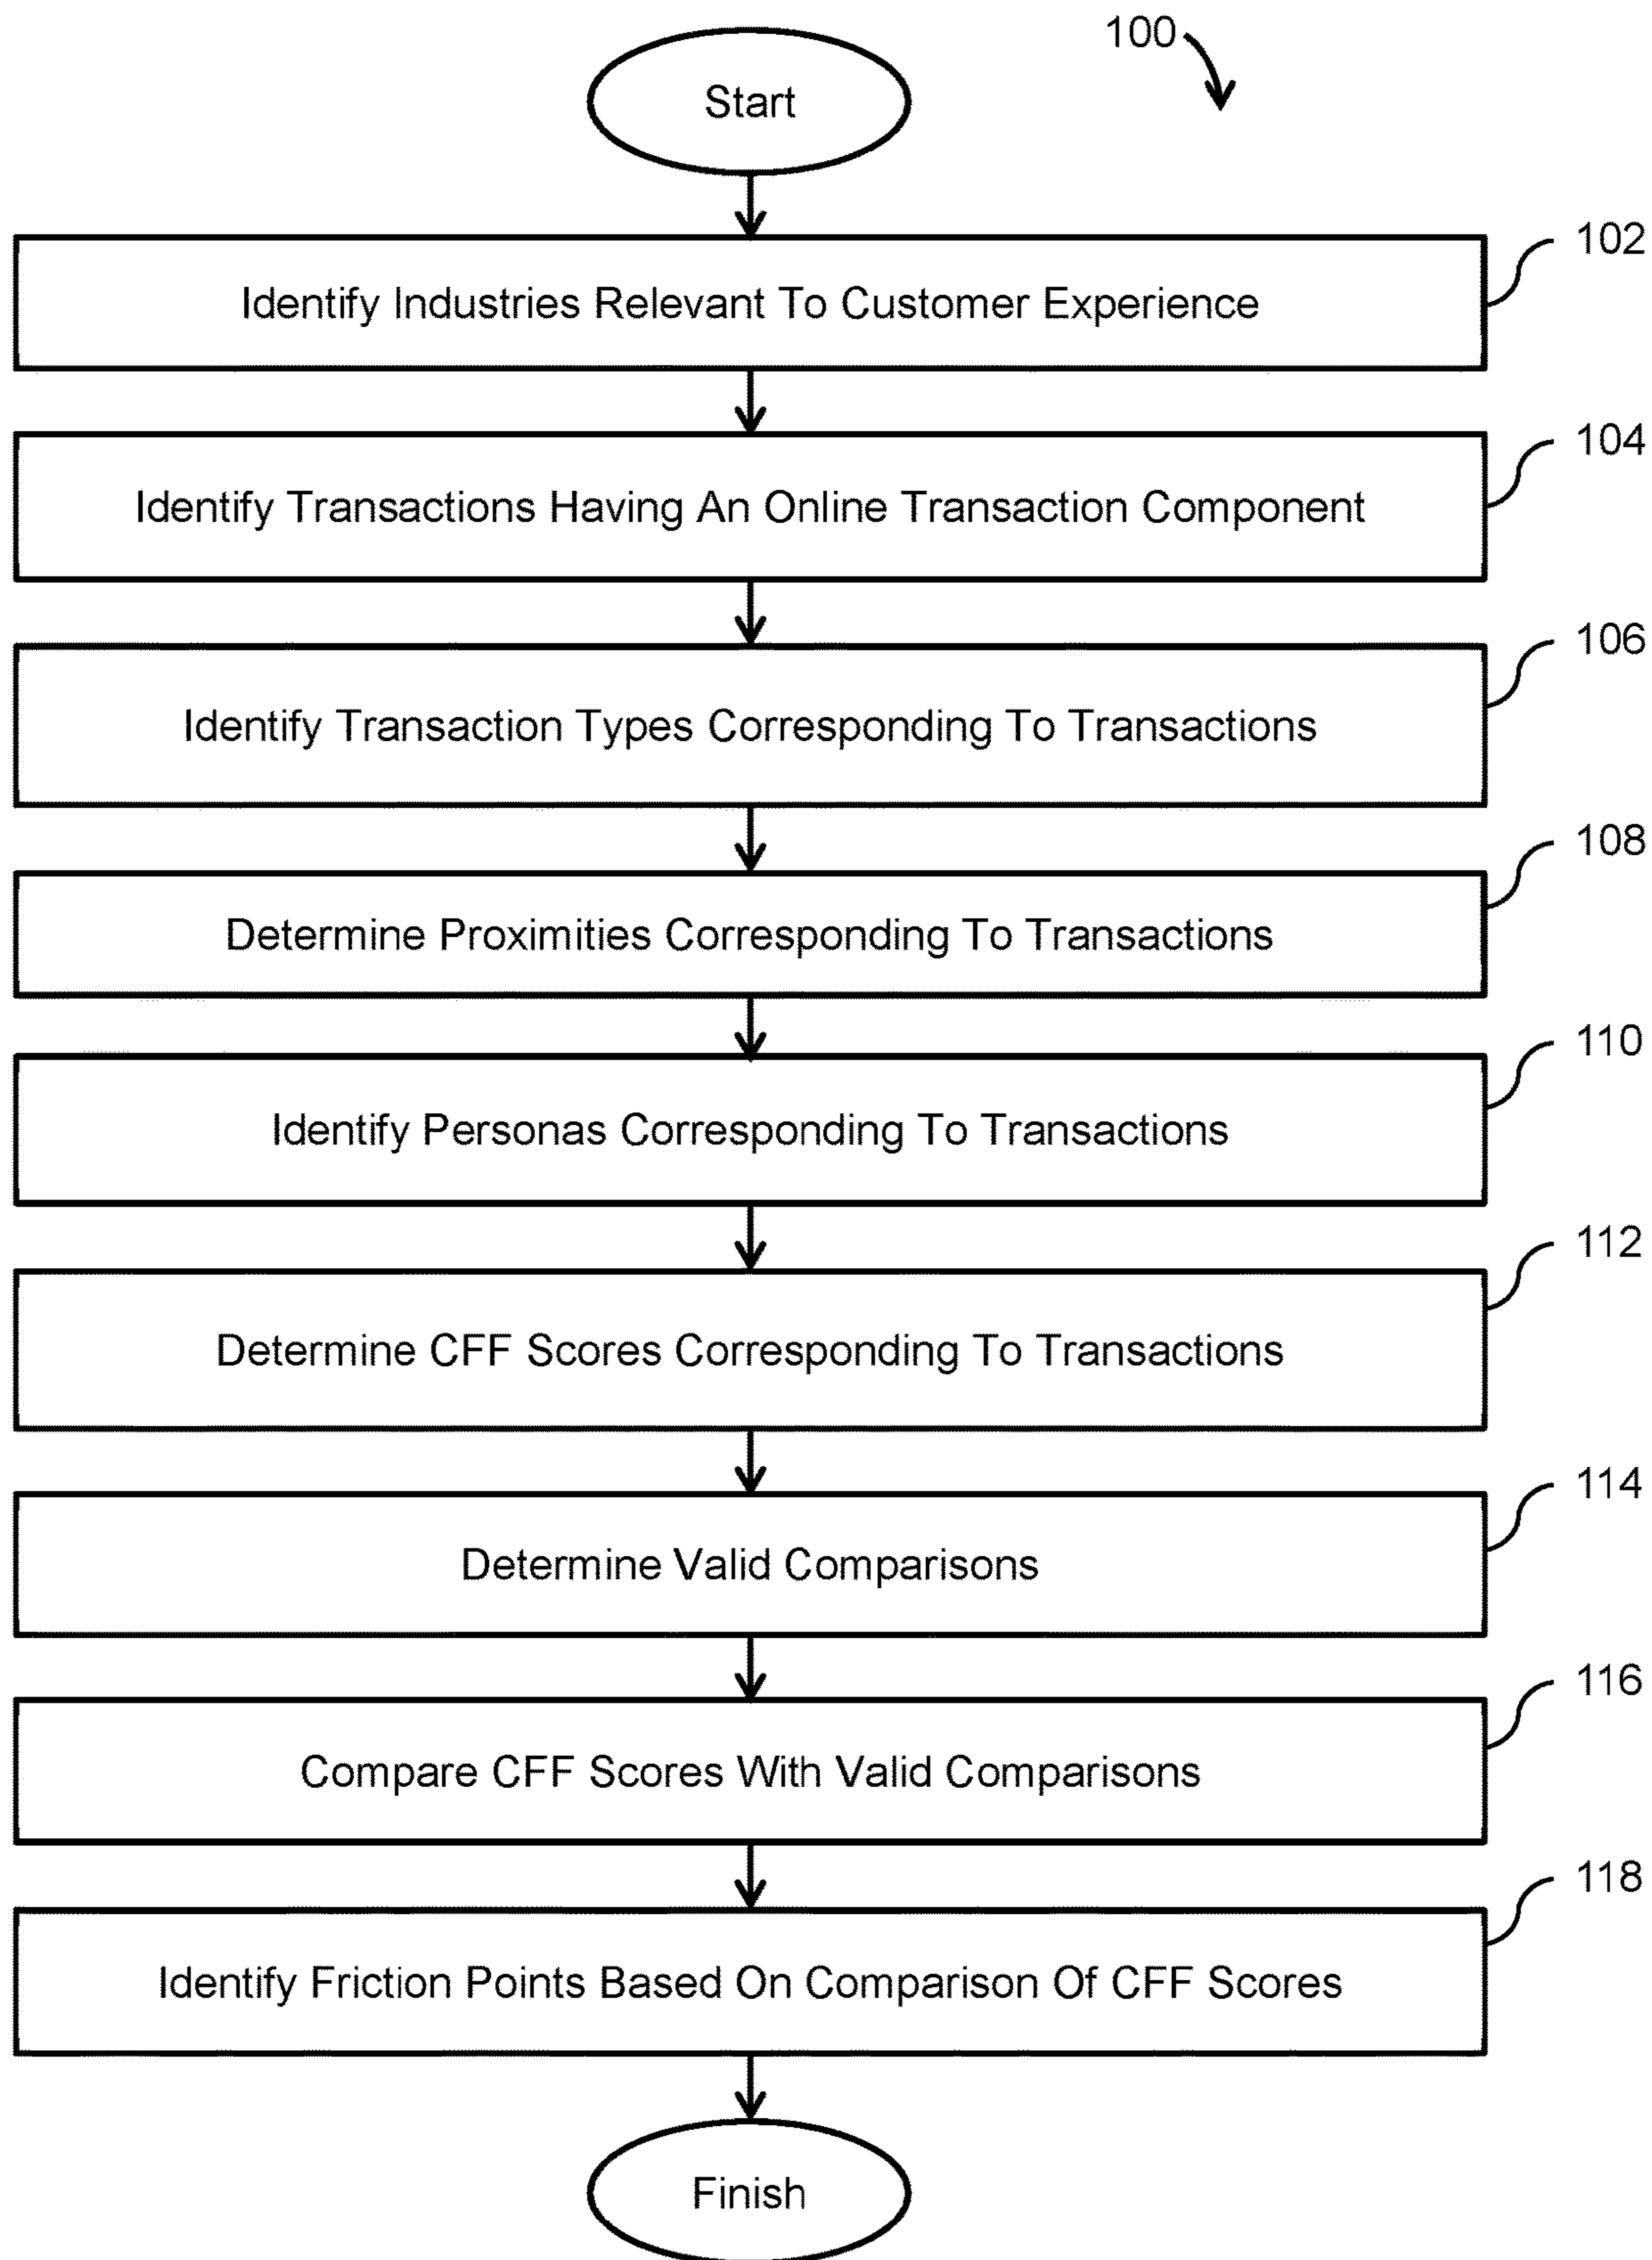 100
Start
102
Identify Industries Relevant To Customer Experience
104
Identify Transactions Having An Online Transaction Component
106
Identify Transaction Types Corresponding To Transactions
108
Determine Proximities Corresponding To Transactions
110
Identify Personas Corresponding To Transactions
112
Determine CFF Scores Corresponding To Transactions
114
Determine Valid Comparisons
116
Compare CFF Scores With Valid Comparisons
118
Identify Friction Points Based On Comparison Of CFF Scores
Finish